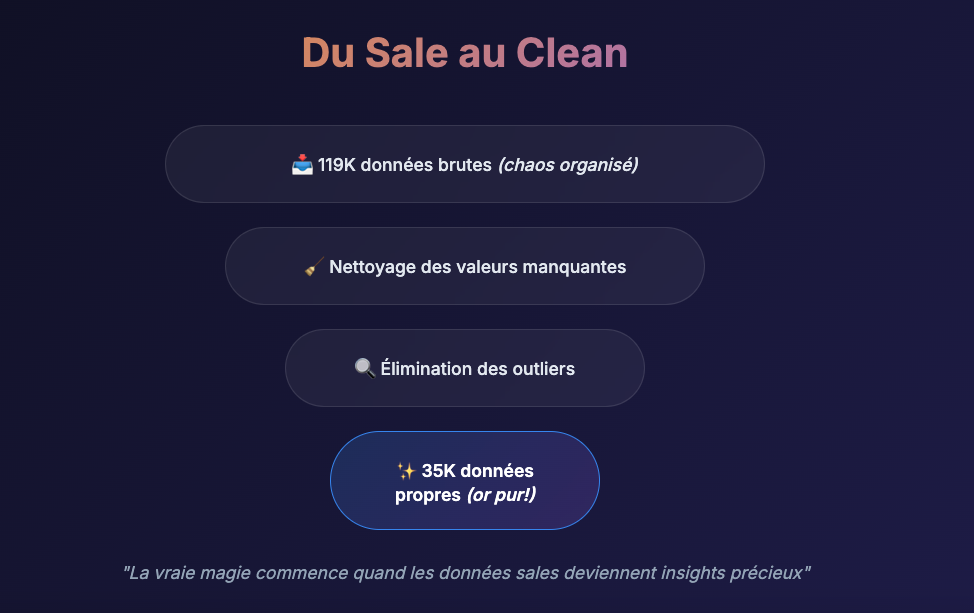 Du Sale au Clean
📥 119K données brutes (chaos organisé)
🧹 Nettoyage des valeurs manquantes
🔍 Élimination des outliers
✨ 35K données
propres (or pur!)
"La vraie magie commence quand les données sales deviennent insights précieux"